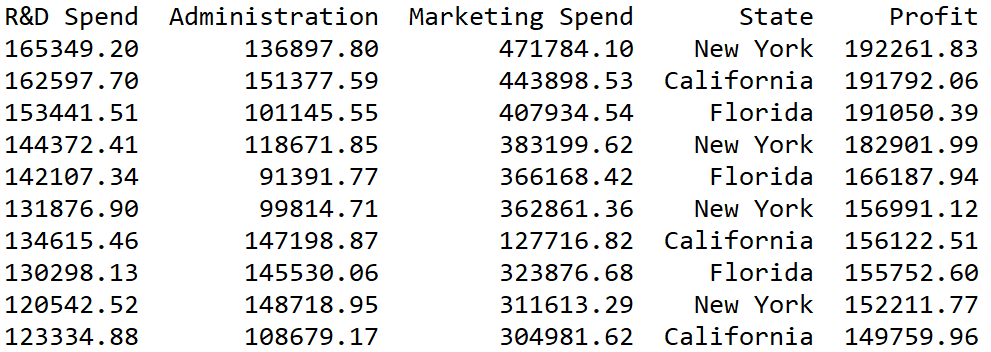 R&D Spend Administration Marketing Spend State Profit
165349.20 136897.80 471784.10 New York 192261.83
162597.70 151377.59 443898.53 California 191792.06
153441.51 101145.55 407934.54 Florida 191050.39
144372.41 118671.85 383199.62 New York 182901.99
142107.34 91391.77 366168.42 Florida 166187.94
131876.90 99814.71 362861.36 New York 156991.12
134615.46 147198.87 127716.82 California 156122.51
130298.13 145530.06 323876.68 Florida 155752.60
120542.52 148718.95 311613.29 New York 152211.77
123334.88 108679.17 304981.62 California 149759.96